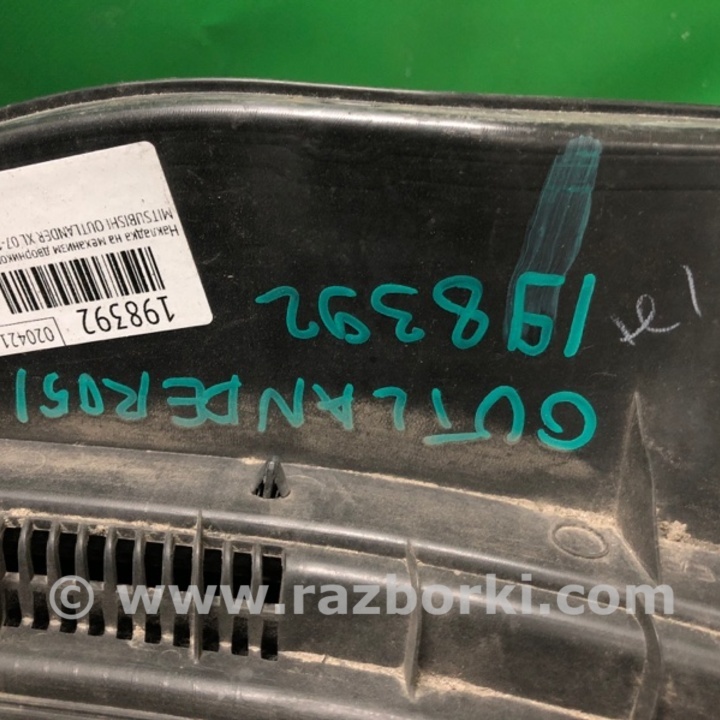 198392
OUTLANDER 051
020421
198392
Накладка на механизм дворников
MITSUBISHI OUTLANDER XL 07-
© www.razborki.com